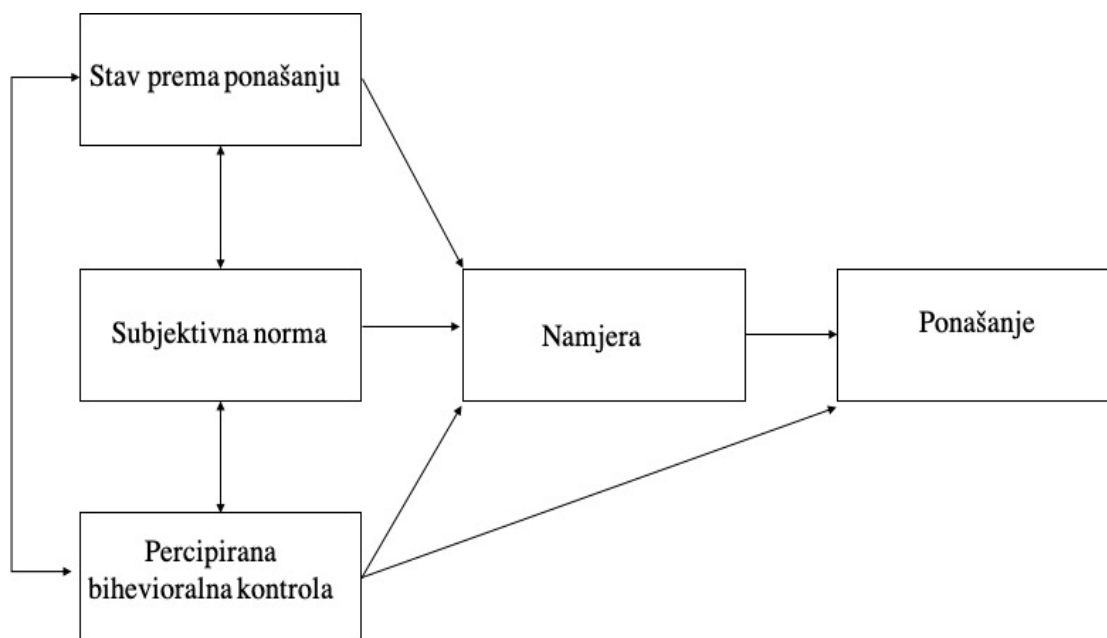 Stav prema ponašanju
Subjektivna norma
Namjera
Ponašanje
Percipirana
bihevioralna kontrola